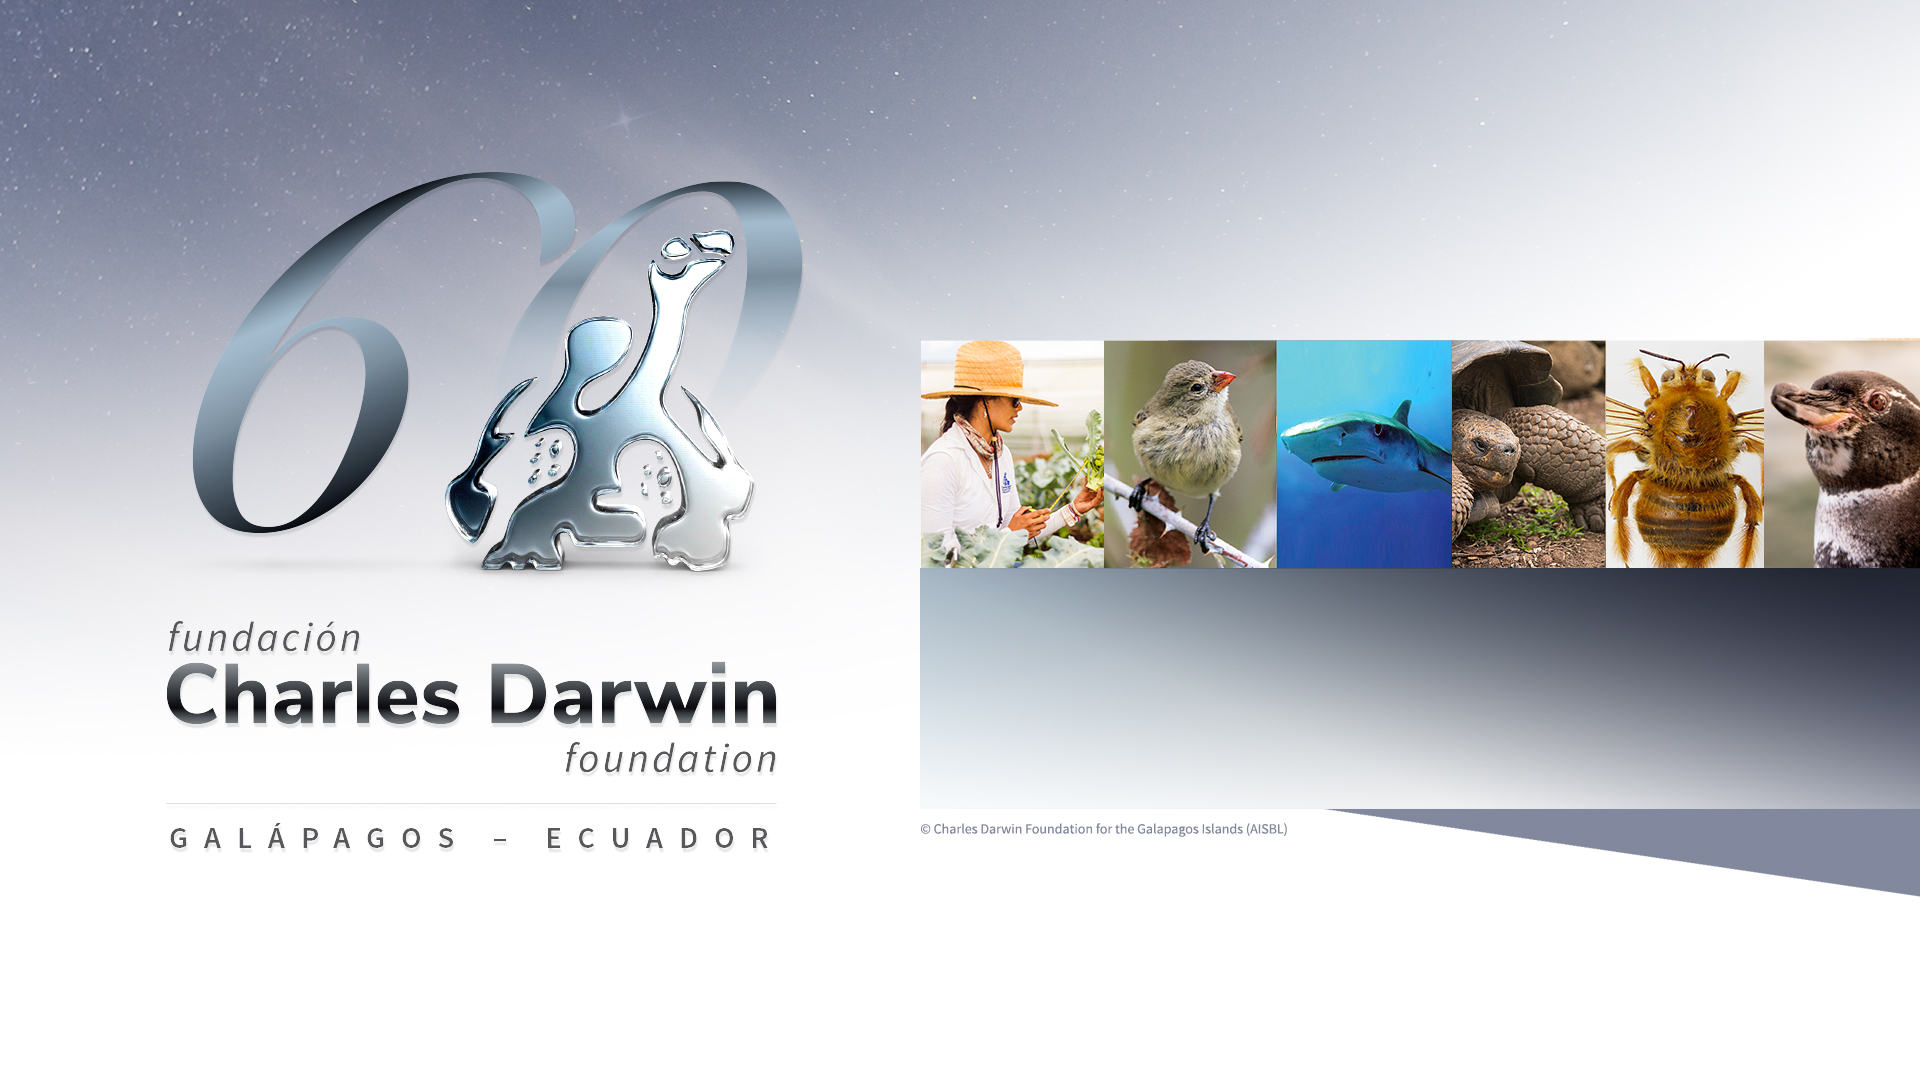 60
fundación
Charles Darwin
foundation
GALÁPAGOS – ECUADOR
© Charles Darwin Foundation for the Galapagos Islands (AISBL)